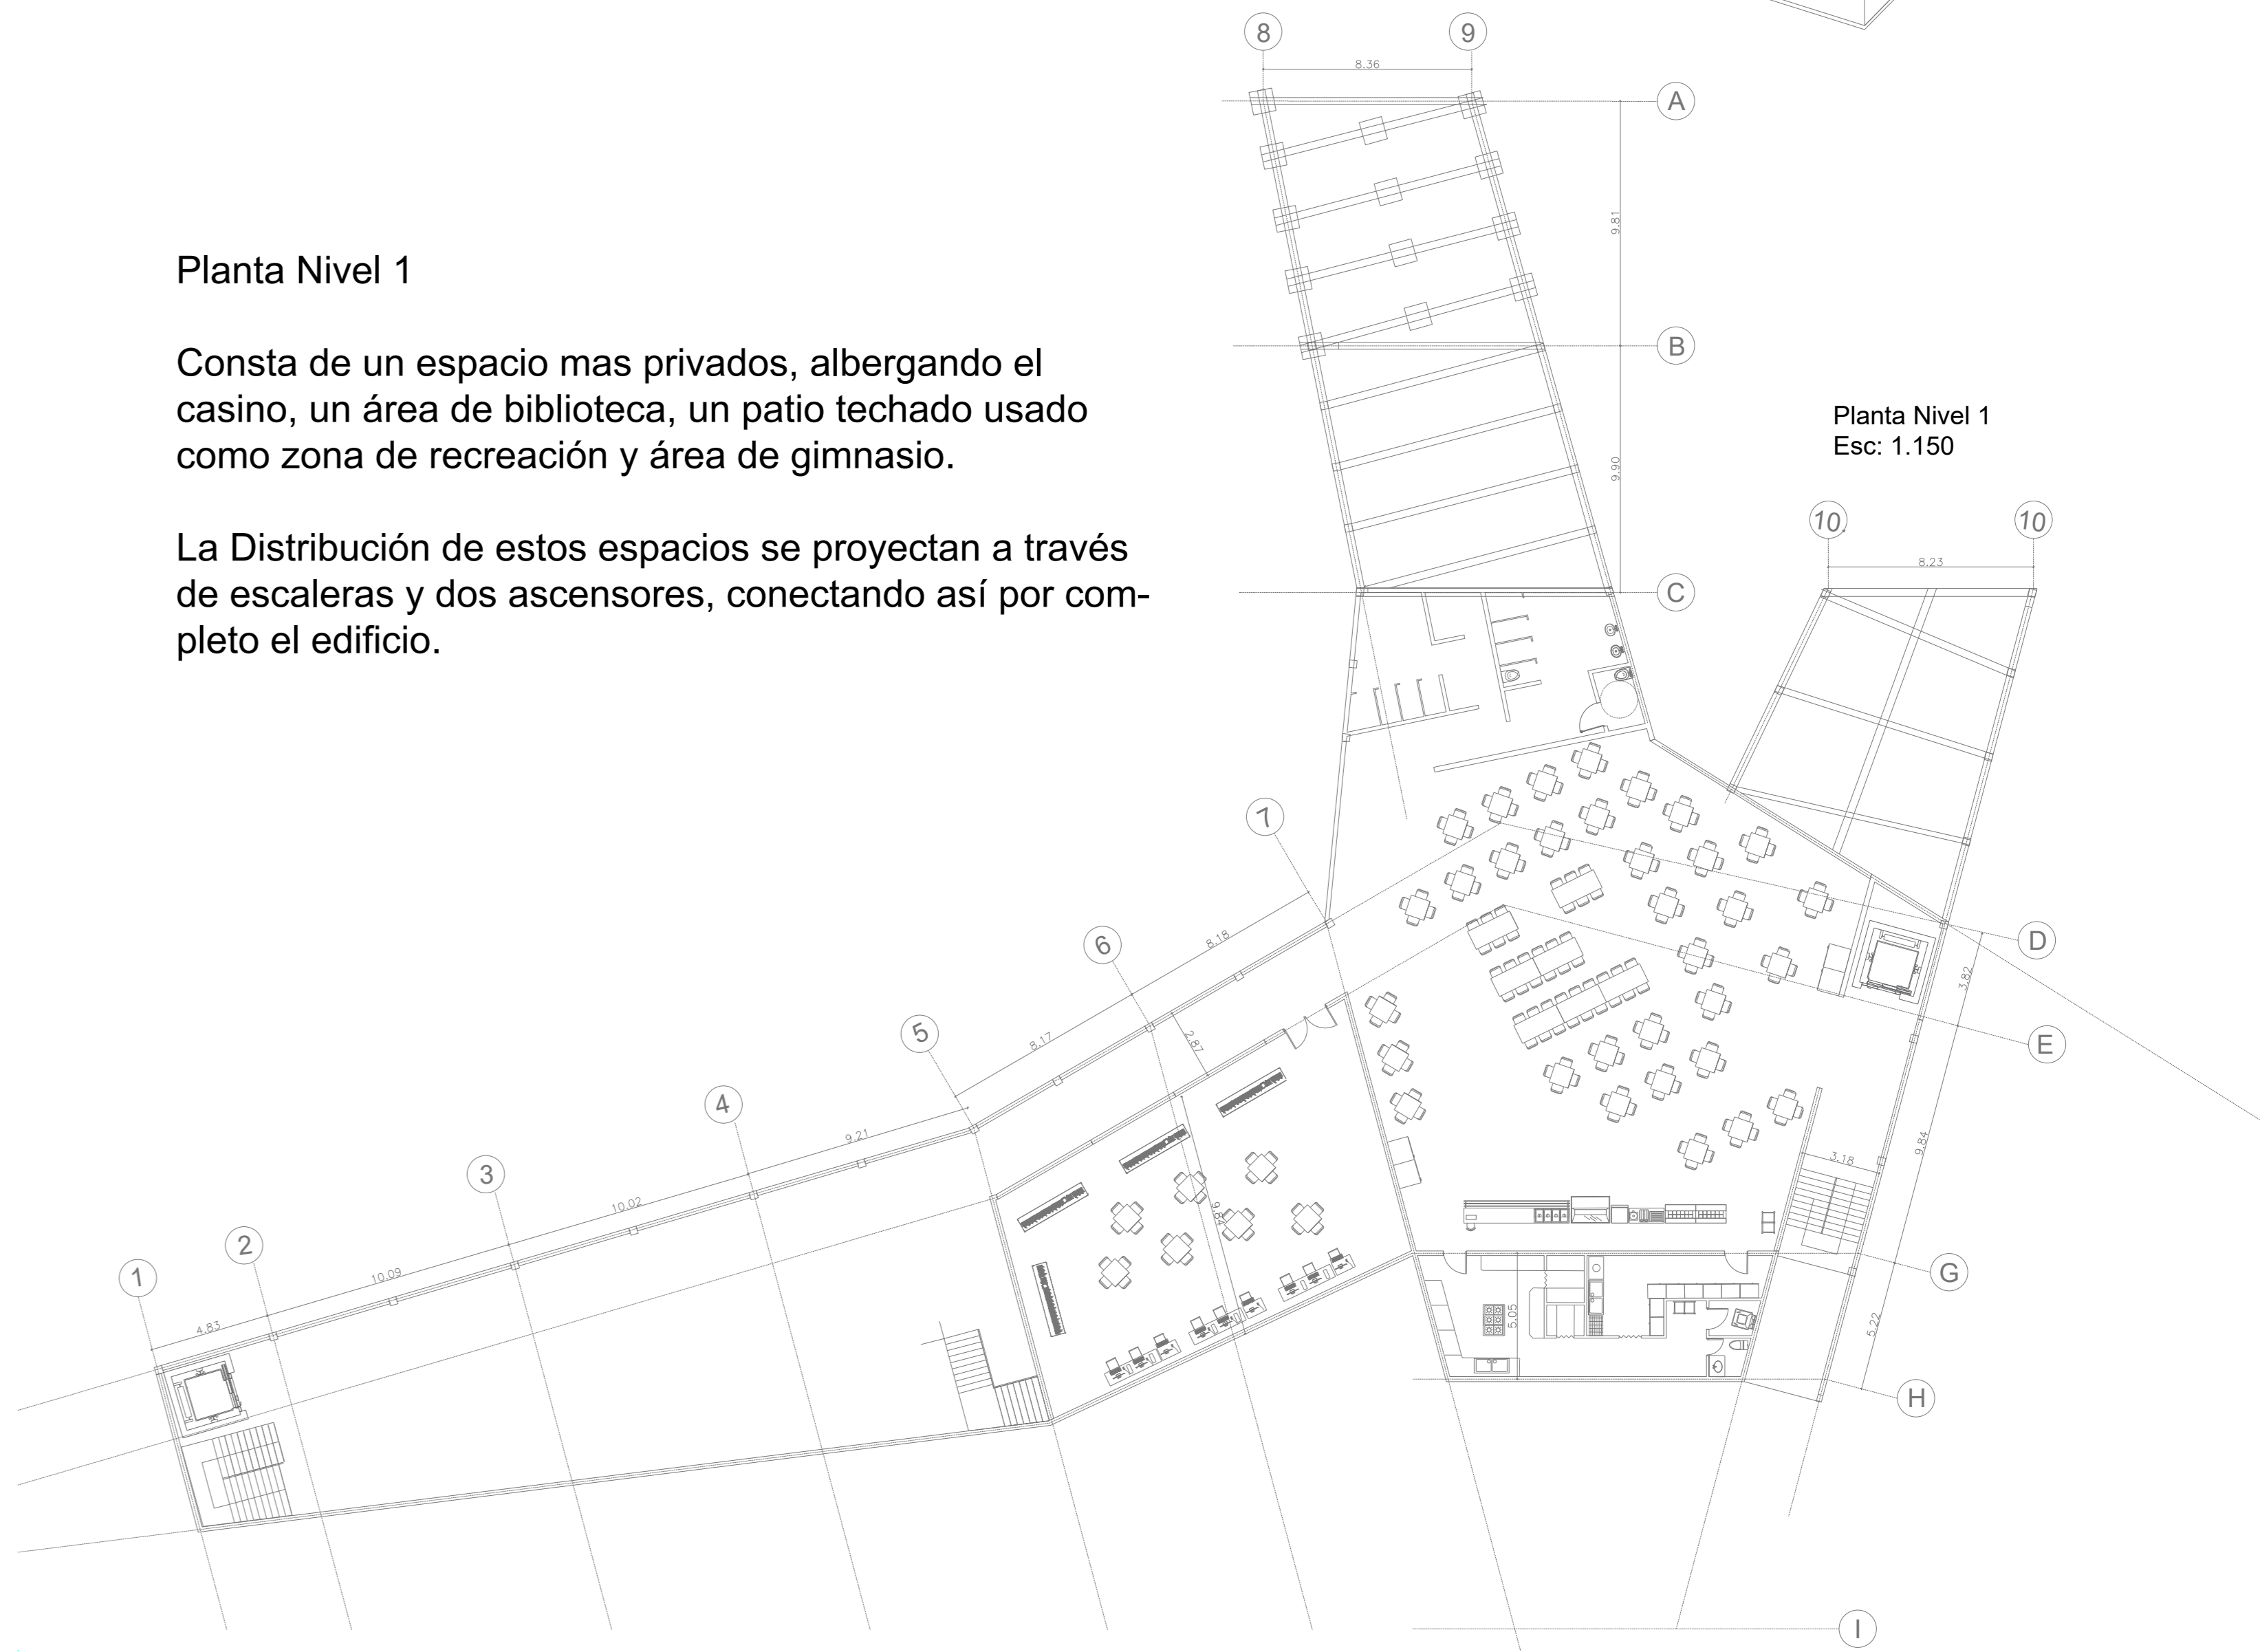 8
9
8.36
A
9.81
Planta Nivel 1
B
Consta de un espacio mas privados, albergando el
casino, un área de biblioteca, un patio techado usado
como zona de recreación y área de gimnasio.
Planta Nivel 1
Esc: 1.150
9.90
La Distribución de estos espacios se proyectan a través
de escaleras y dos ascensores, conectando así por com-
pleto el edificio.
10.
10
8.23
C
7
6
8.18
D
3.82
5
8.17
2.87
E
4
9.21
9.84
3.18
3
10.02
9.84
2
1
10.09
4.83
G
5.05
5.22
H
I